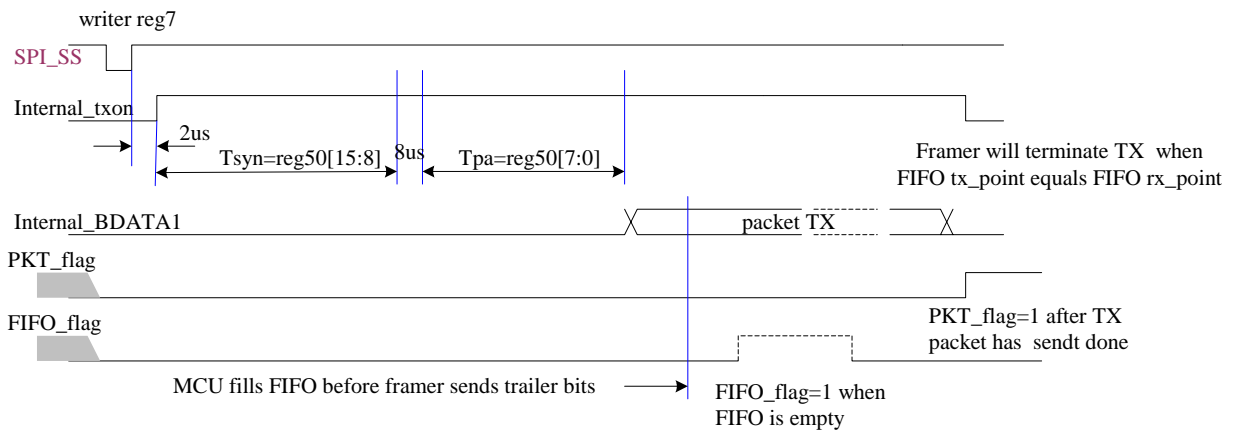 writer reg7
SPI_SS
Internal_txon
2us
Tsyn=reg50[15:8]
8us
Tpa=reg50[7:0]
Framer will terminate TX when
FIFO tx_point equals FIFO rx_point
Internal_BDATA1
packet TX
PKT_flag
FIFO_flag
PKT_flag=1 after TX
packet has sendt done
MCU fills FIFO before framer sends trailer bits
FIFO_flag=1 when
FIFO is empty